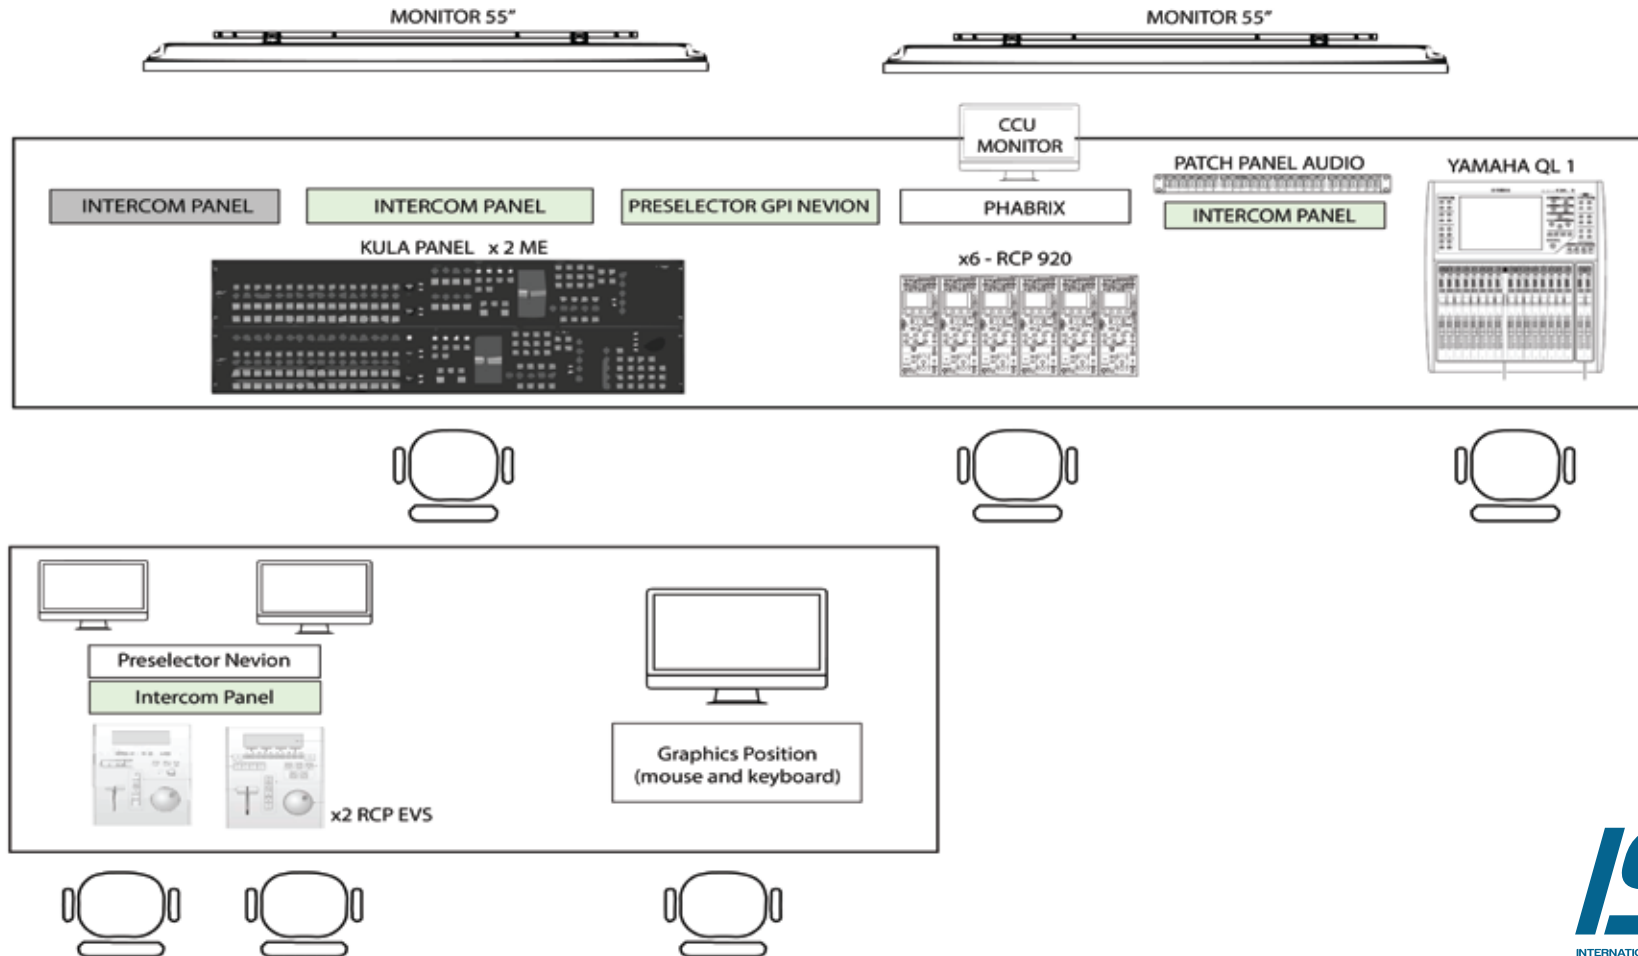 MONITOR 55"
MONITOR 55"
CCU
MONITOR
PATCH PANEL AUDIO
YAMAHA QL 1
INTERCOM PANEL
INTERCOM PANEL
PRESELECTOR GPI NEVION
PHABRIX
INTERCOM PANEL
KULA PANEL x 2 ME
x6 - RCP 920
Preselector Nevion
Intercom Panel
Graphics Position
(mouse and keyboard)
x2 RCP EVS